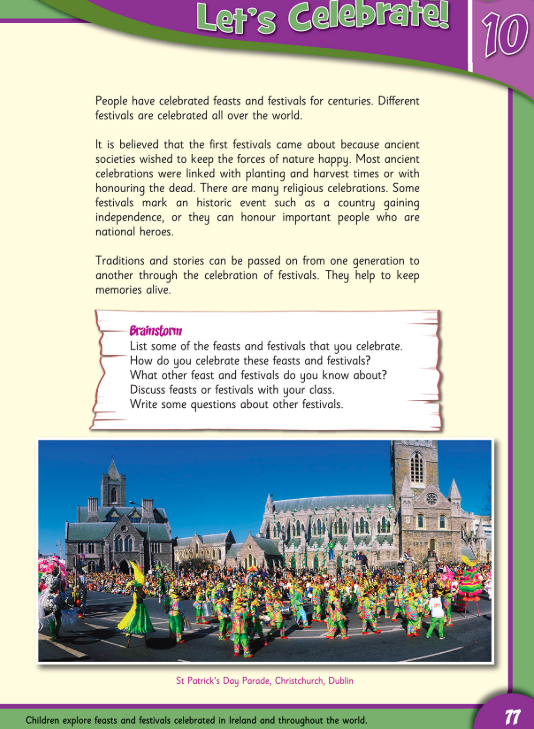 Let's Celebrate!
10
People have celebrated feasts and festivals for centuries. Different
festivals are celebrated all over the world.
It is believed that the first festivals came about because ancient
societies wished to keep the forces of nature happy. Most ancient
celebrations were linked with planting and harvest times or with
honouring the dead. There are many religious celebrations. Some
festivals mark an historic event such as a country gaining
independence, or they can honour important people who are
national heroes.
Traditions and stories can be passed on from one generation to
another through the celebration of festivals. They help to keep
memories alive.
Brainstorm
List some of the feasts and festivals that you celebrate.
How do you celebrate these feasts and festivals?
What other feast and festivals do you know about?
Discuss feasts or festivals with your class.
Write some questions about other festivals.
St Patrick's Day Parade, Christchurch, Dublin
Children explore feasts and festivals celebrated in Ireland and throughout the world.
77